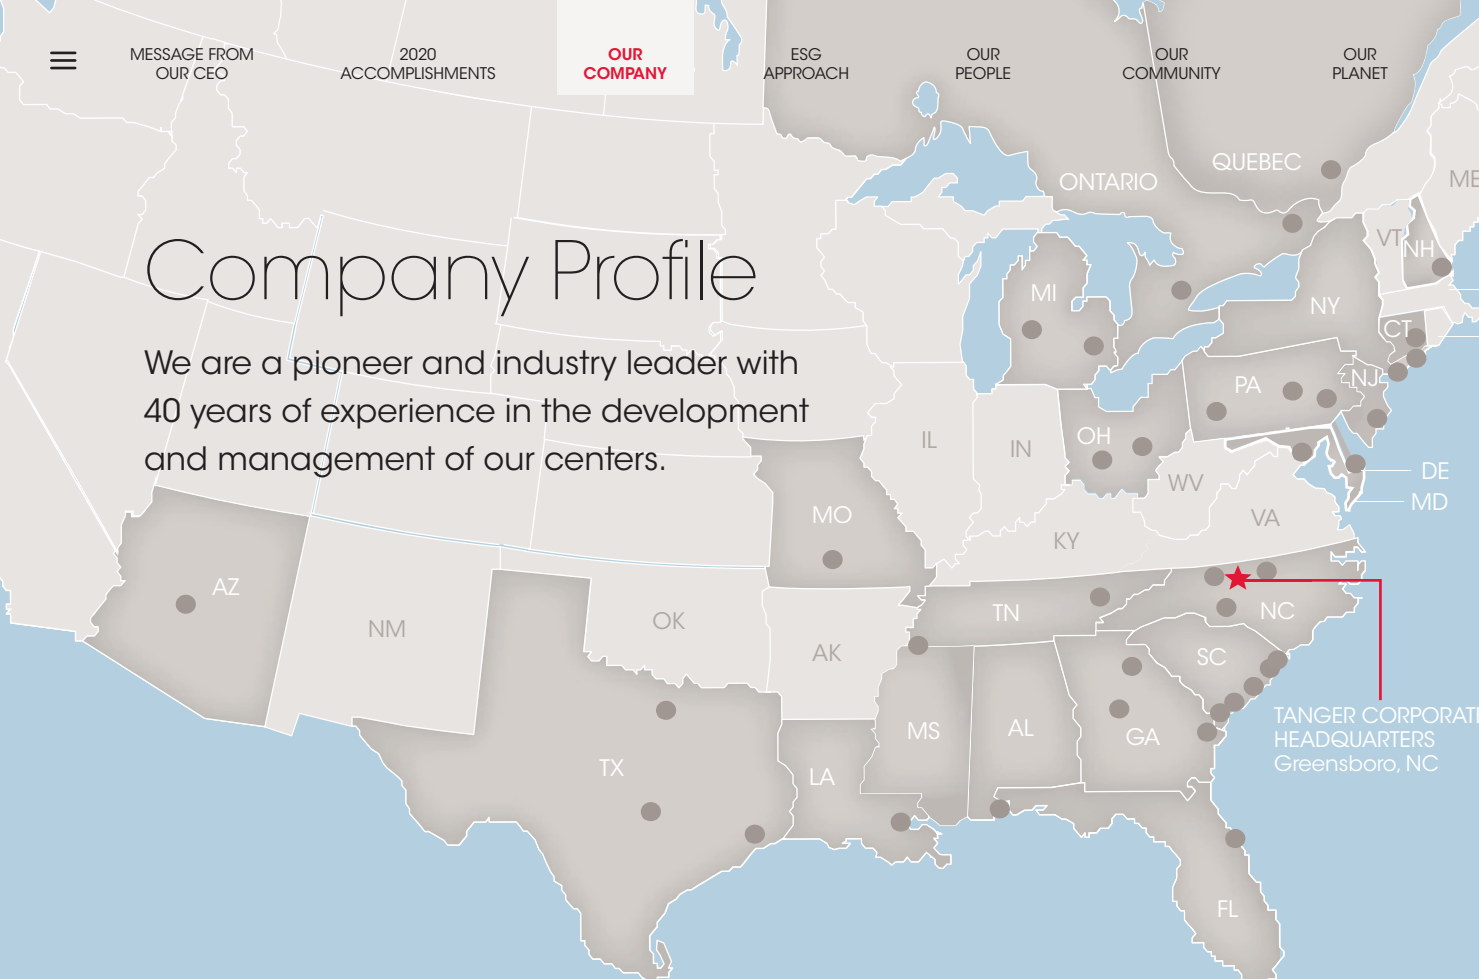 MESSAGE FROM
OUR CEO
2020
ACCOMPLISHMENTS
OUR
COMPANY
ESG
APPROACH
OUR
PEOPLE
OUR
COMMUNITY
OUR
PLANET
Company Profile
We are a pioneer and industry leader with
40 years of experience in the development
and management of our centers.
QUEBEC
ONTARIO
ME
VT
NH
MI
NY
CT
PA
NJ
OH
IL
IN
DE
WV
MD
MO
VA
KY
AZ
TN
NC
OK
NM
AK
SC
MS
AL
GA
TX
LA
TANGER CORPORATI
HEADQUARTERS
Greensboro, NC
FL